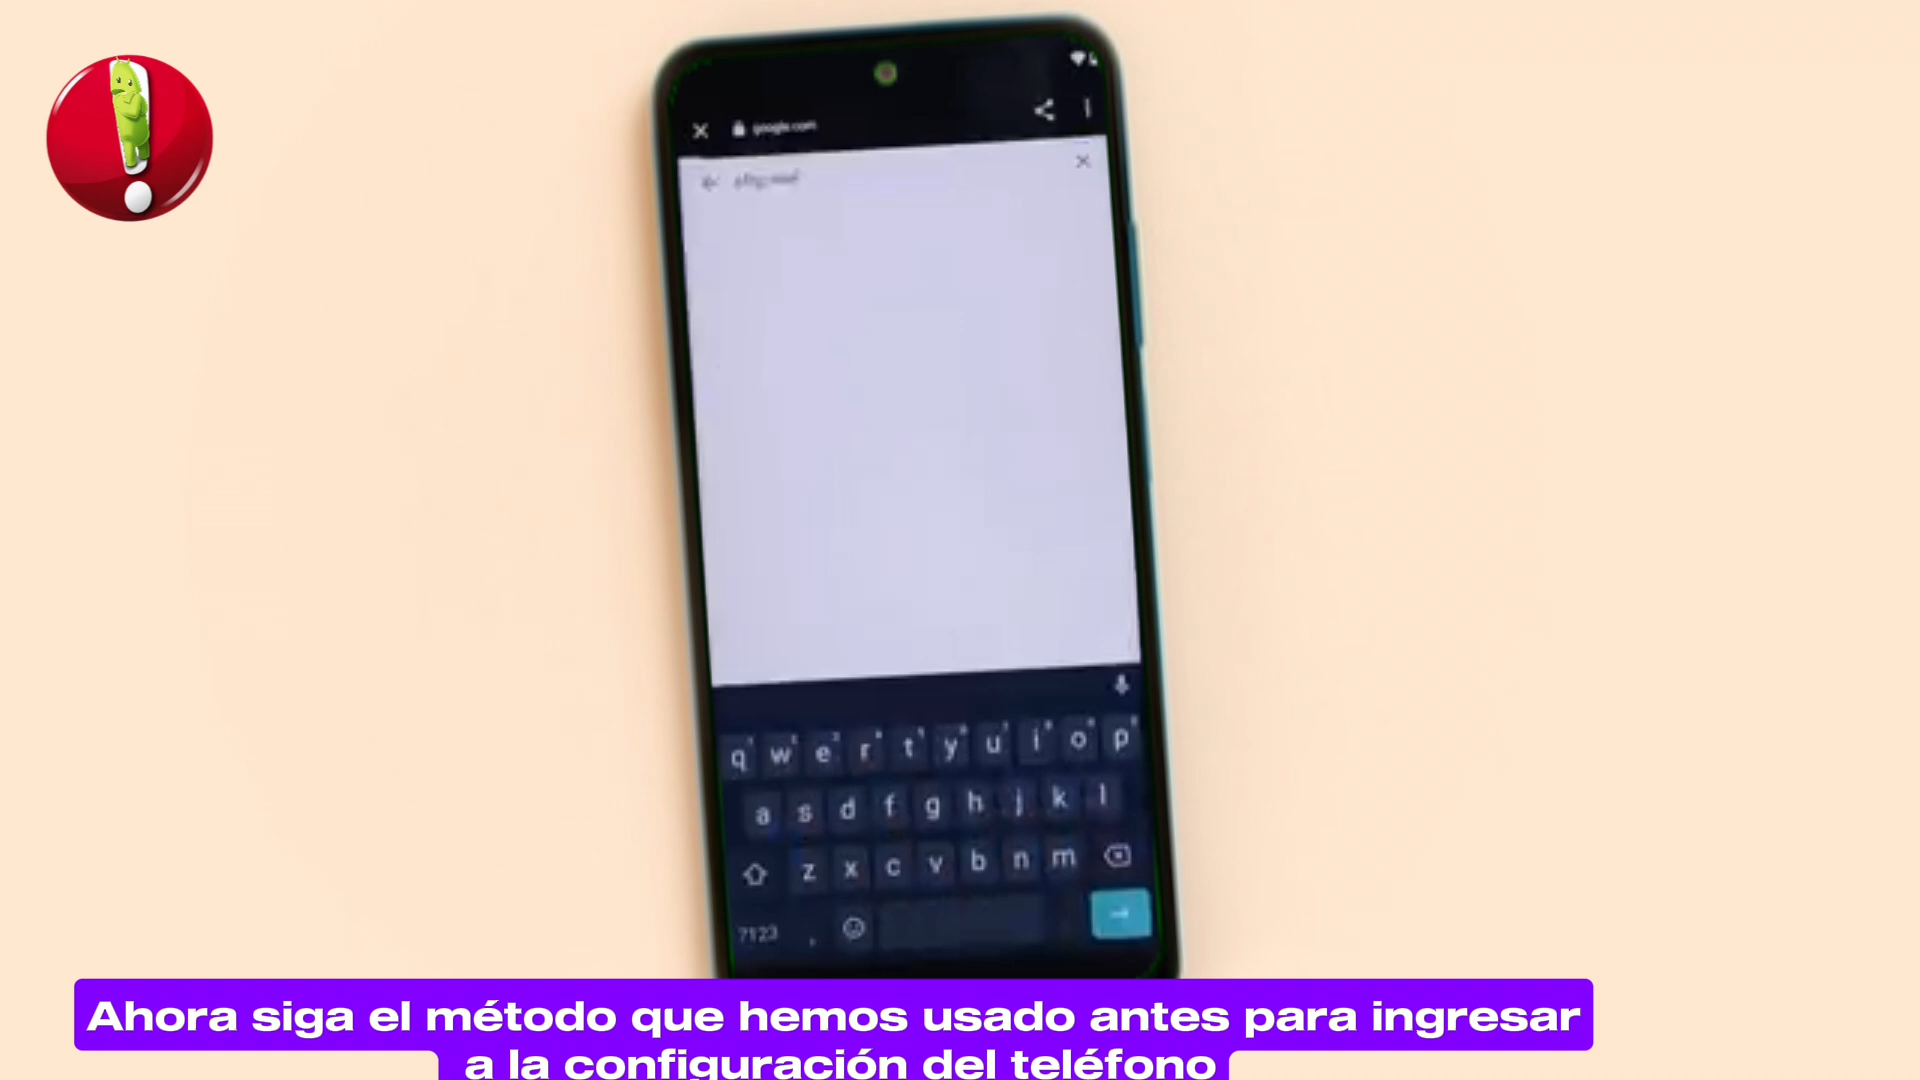 google.com
q w e r t y u i o p
a s d f g h j k l
z x c v b n m
?123 ,
Ahora siga el método que hemos usado antes para ingresar
a la configuración del teléfono